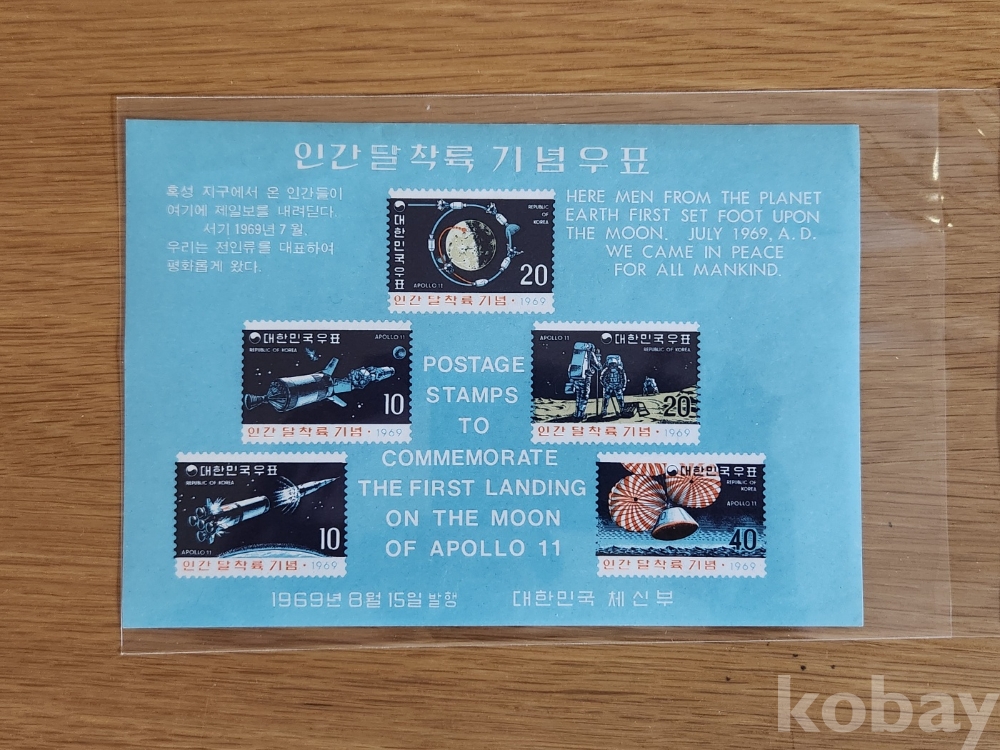 인간 달착륙 기념우표
혹성 지구에서 온 인간들이
여기에 제일보를 내려딛다.
서기 1969년 7월,
우리는 전인류를 대표하여
평화롭게 왔다.
HERE MEN FROM THE PLANET
EARTH FIRST SET FOOT UPON
THE MOON. JULY 1969, A. D.
WE CAME IN PEACE
FOR ALL MANKIND.
대한민국우표
REPUBLIC OF KOREA
APOLLO 11
20
인간 달착륙 기념 · 1969
대한민국우표
APOLLO 11
REPUBLIC OF KOREA
10
인간 달착륙 기념 · 1969
APOLLO 11
대한민국우표
REPUBLIC OF KOREA
20
인간 달착륙 기념 · 1969
POSTAGE
STAMPS
TO
COMMEMORATE
THE FIRST LANDING
ON THE MOON
OF APOLLO 11
대한민국우표
REPUBLIC OF KOREA
APOLLO 11
10
인간 달착륙 기념 · 1969
대한민국우표
REPUBLIC OF KOREA
APOLLO 11
40
인간 달착륙 기념 · 1969
1969년 8월 15일 발행 대한민국 체신부
kobay